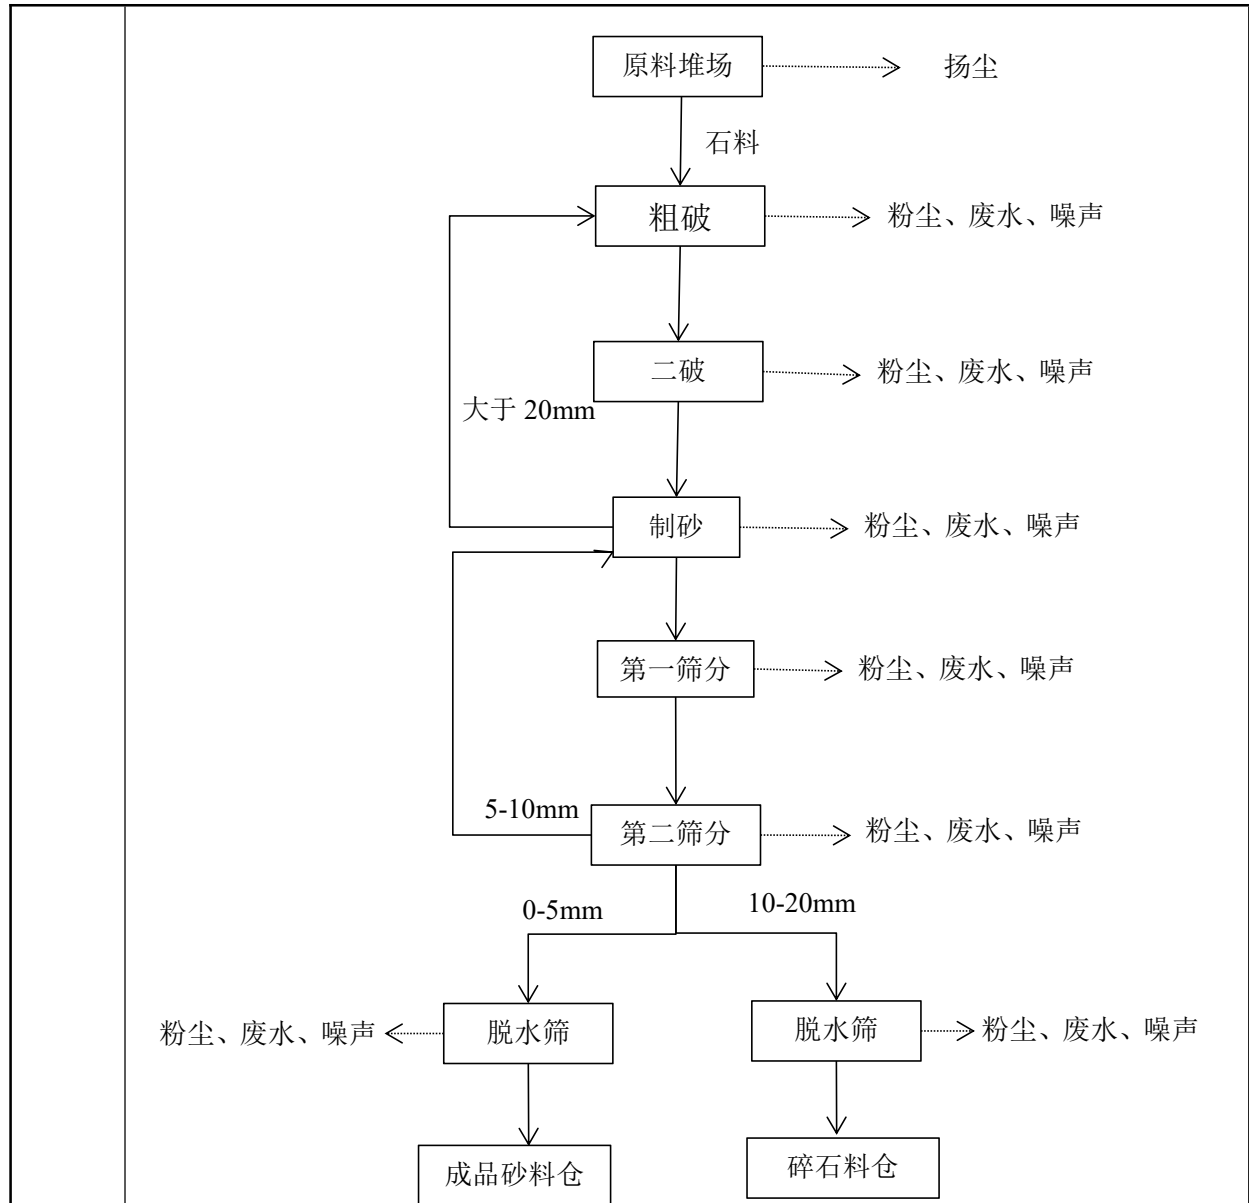 原料堆场
扬尘
石料
粗破
粉尘、废水、噪声
二破
粉尘、废水、噪声
大于 20mm
制砂
粉尘、废水、噪声
第一筛分
粉尘、废水、噪声
5-10mm
第二筛分
粉尘、废水、噪声
0-5mm
10-20mm
粉尘、废水、噪声
脱水筛
脱水筛
粉尘、废水、噪声
成品砂料仓
碎石料仓